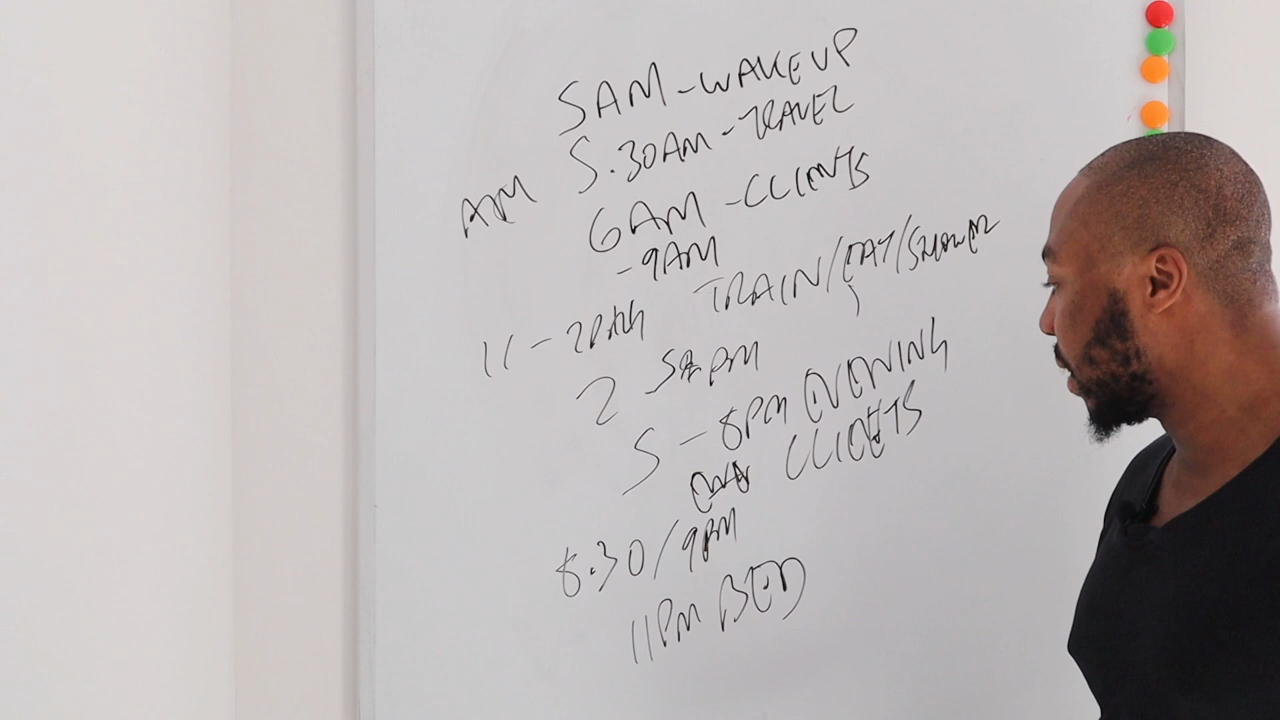 5AM - WAKE UP
5.30AM - TRAVEL
AM
6AM - CLIENTS
- 9AM
TRAIN/EAT/SHOWER
11 - 2PM
2 5PM
5 - 8PM EVENING
CLIENTS
8.30/9PM
11PM BED